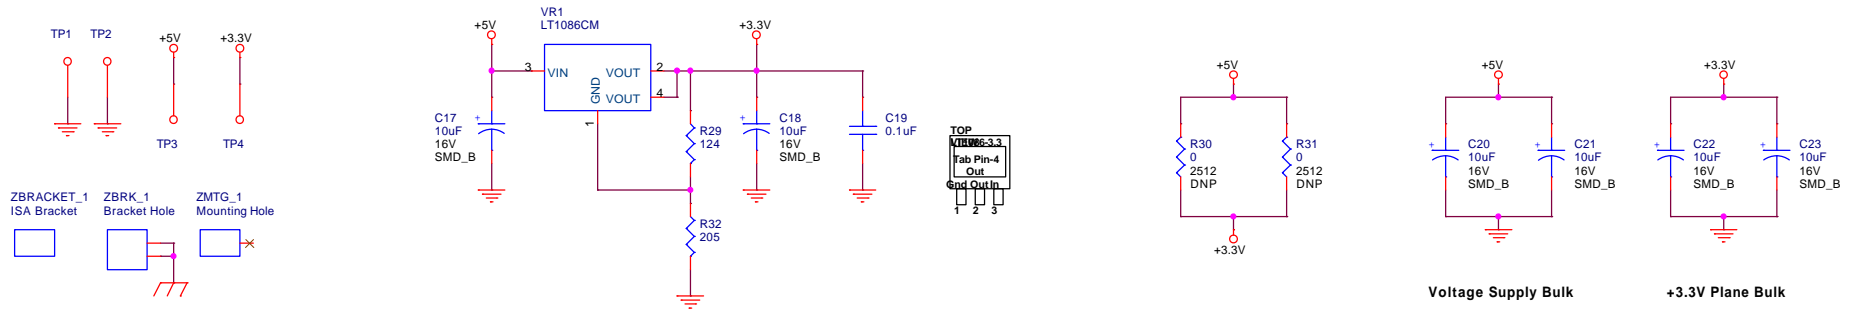 TP1
TP2
+5V
TP3
+3.3V
TP4
ZBRACKET_1
ISA Bracket
ZBRK_1
Bracket Hole
ZMTG_1
Mounting Hole
VR1
LT1086CM
+5V
3
VIN
GND
1
VOUT
2
VOUT
4
+3.3V
C17
10uF
16V
SMD_B
+
R29
124
R32
205
+
C18
10uF
16V
SMD_B
C19
0.1uF
TOP
Tab Pin-4
Out
Gnd Out In
1 2 3
+5V
R30
0
2512
DNP
R31
0
2512
DNP
+3.3V
+5V
+
C20
10uF
16V
SMD_B
+
C21
10uF
16V
SMD_B
Voltage Supply Bulk
+3.3V
+
C22
10uF
16V
SMD_B
+
C23
10uF
16V
SMD_B
+3.3V Plane Bulk